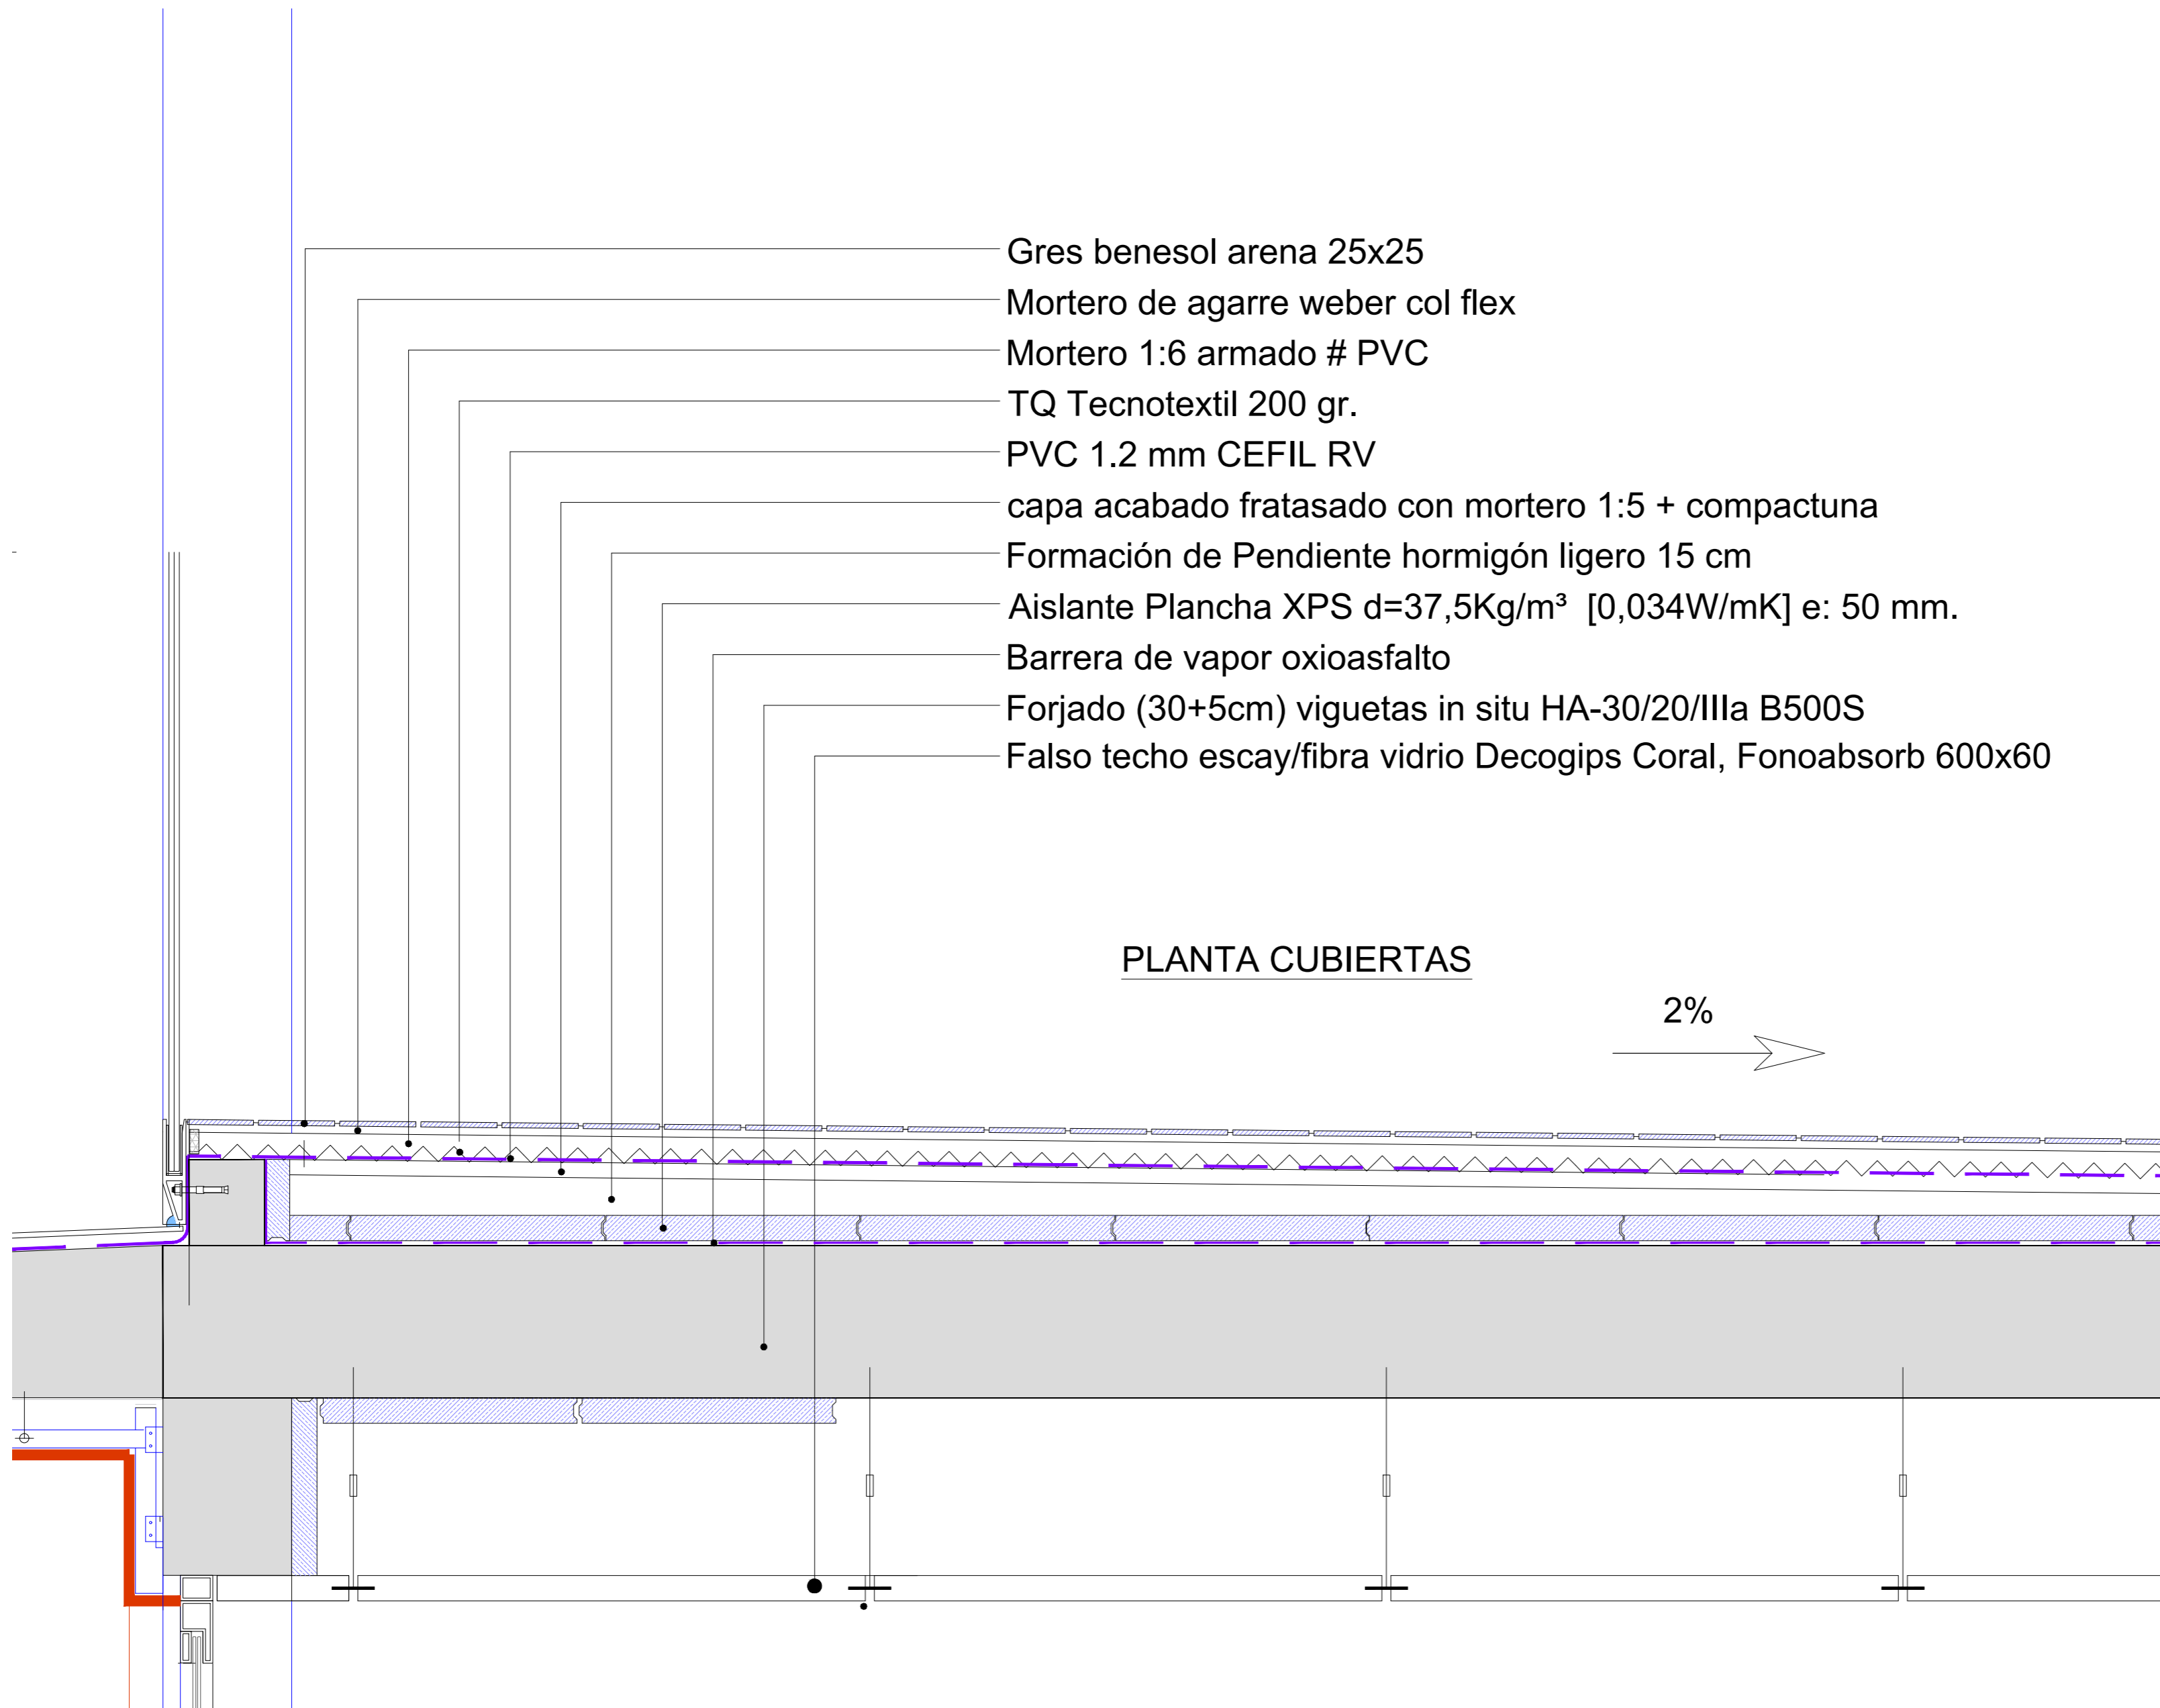 Gres benesol arena 25x25
Mortero de agarre weber col flex
Mortero 1:6 armado # PVC
TQ Tecnotextil 200 gr.
PVC 1.2 mm CEFIL RV
capa acabado fratasado con mortero 1:5 + compactuna
Formación de Pendiente hormigón ligero 15 cm
Aislante Plancha XPS d=37,5Kg/m³ [0,034W/mK] e: 50 mm.
Barrera de vapor oxioasfalto
Forjado (30+5cm) viguetas in situ HA-30/20/IIIa B500S
Falso techo escay/fibra vidrio Decogips Coral, Fonoabsorb 600x60
PLANTA CUBIERTAS
2%